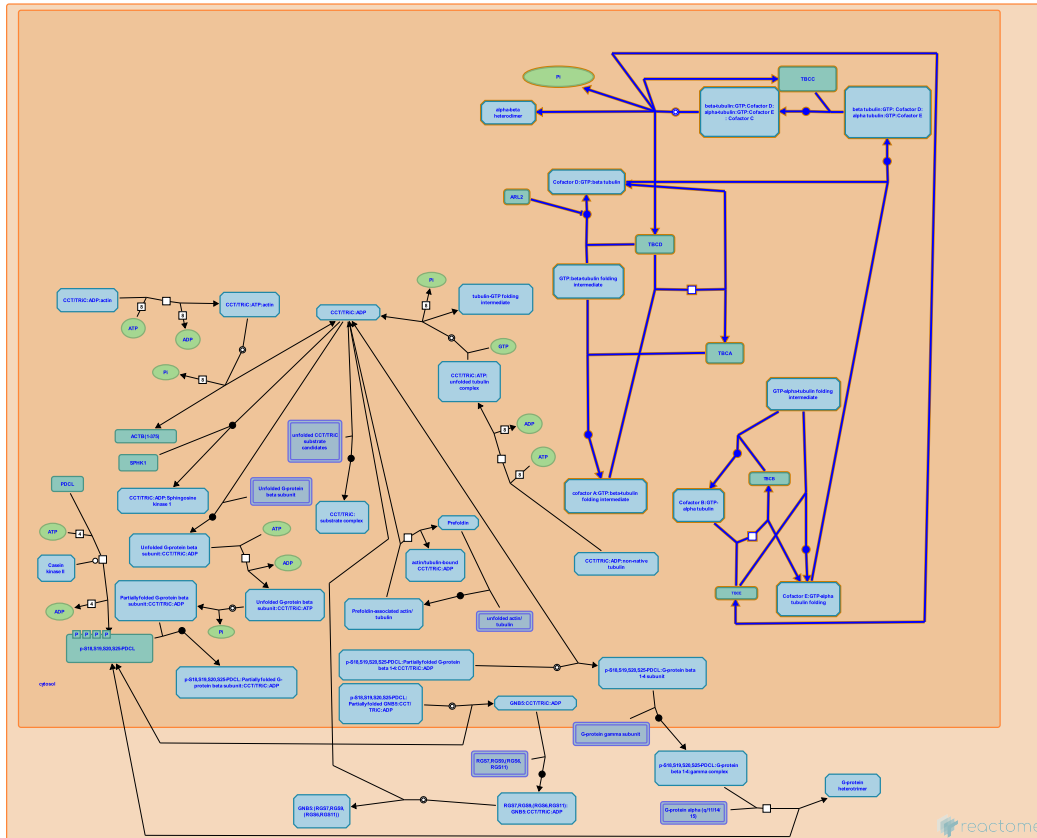 Pi
TBCC
beta-tubulin:GTP:Cofactor D:
alpha-tubulin:GTP:Cofactor E
: Cofactor C
beta tubulin:GTP: Cofactor D:
alpha tubulin:GTP:Cofactor E
alpha-beta
heterodimer
Cofactor D:GTP:beta tubulin
ARL2
TBCD
GTP:beta-tubulin folding
intermediate
Pi
tubulin-GTP folding
intermediate
CCT/TRiC:ADP:actin
CCT/TRiC:ATP:actin
8
8
ATP
ADP
CCT/TRiC:ADP
8
GTP
TBCA
Pi
8
CCT/TRiC:ATP:
unfolded tubulin
complex
GTP-alpha-tubulin folding
intermediate
ACTB(1-375)
SPHK1
unfolded CCT/TRiC
substrate
candidates
8
ADP
ATP
8
PDCL
CCT/TRiC:ADP:Sphingosine
kinase 1
Unfolded G-protein
beta subunit
CCT/TRiC:
substrate complex
cofactor A:GTP:beta-tubulin
folding intermediate
TBCB
Cofactor B:GTP-
alpha tubulin
ATP
4
Casein
kinase II
Unfolded G-protein beta
subunit:CCT/TRiC:ADP
ATP
ADP
Prefoldin
actin/tubulin-bound
CCT/TRiC:ADP
CCT/TRiC:ADP:non-native
tubulin
ADP
4
Partially folded G-protein beta
subunit:CCT/TRiC:ADP
Unfolded G-protein beta
subunit:CCT/TRiC:ATP
Pi
Prefoldin-associated actin/
tubulin
unfolded actin/
tubulin
TBCE
Cofactor E:GTP-alpha
tubulin folding
P P P P
p-S18,S19,S20,S25-PDCL
p-S18,S19,S20,S25-PDCL:Partially folded G-
protein beta subunit:CCT/TRiC:ADP
p-S18,S19,S20,S25-PDCL:Partially folded G-protein
beta 1-4:CCT/TRiC:ADP
p-S18,S19,S20,S25-PDCL:G-protein beta
1-4 subunit
cytosol
p-S18,S19,S20,S25-PDCL:
Partially folded GNB5:CCT/
TRiC:ADP
GNB5:CCT/TRiC:ADP
G-protein gamma subunit
RGS7,RGS9,(RGS6,
RGS11)
p-S18,S19,S20,S25-PDCL:G-protein
beta 1-4:gamma complex
G-protein
heterotrimer
GNB5:(RGS7,RGS9,
(RGS6,RGS11))
RGS7,RGS9,(RGS6,RGS11):
GNB5:CCT/TRiC:ADP
G-protein alpha (q/11/14/
15)
reactome